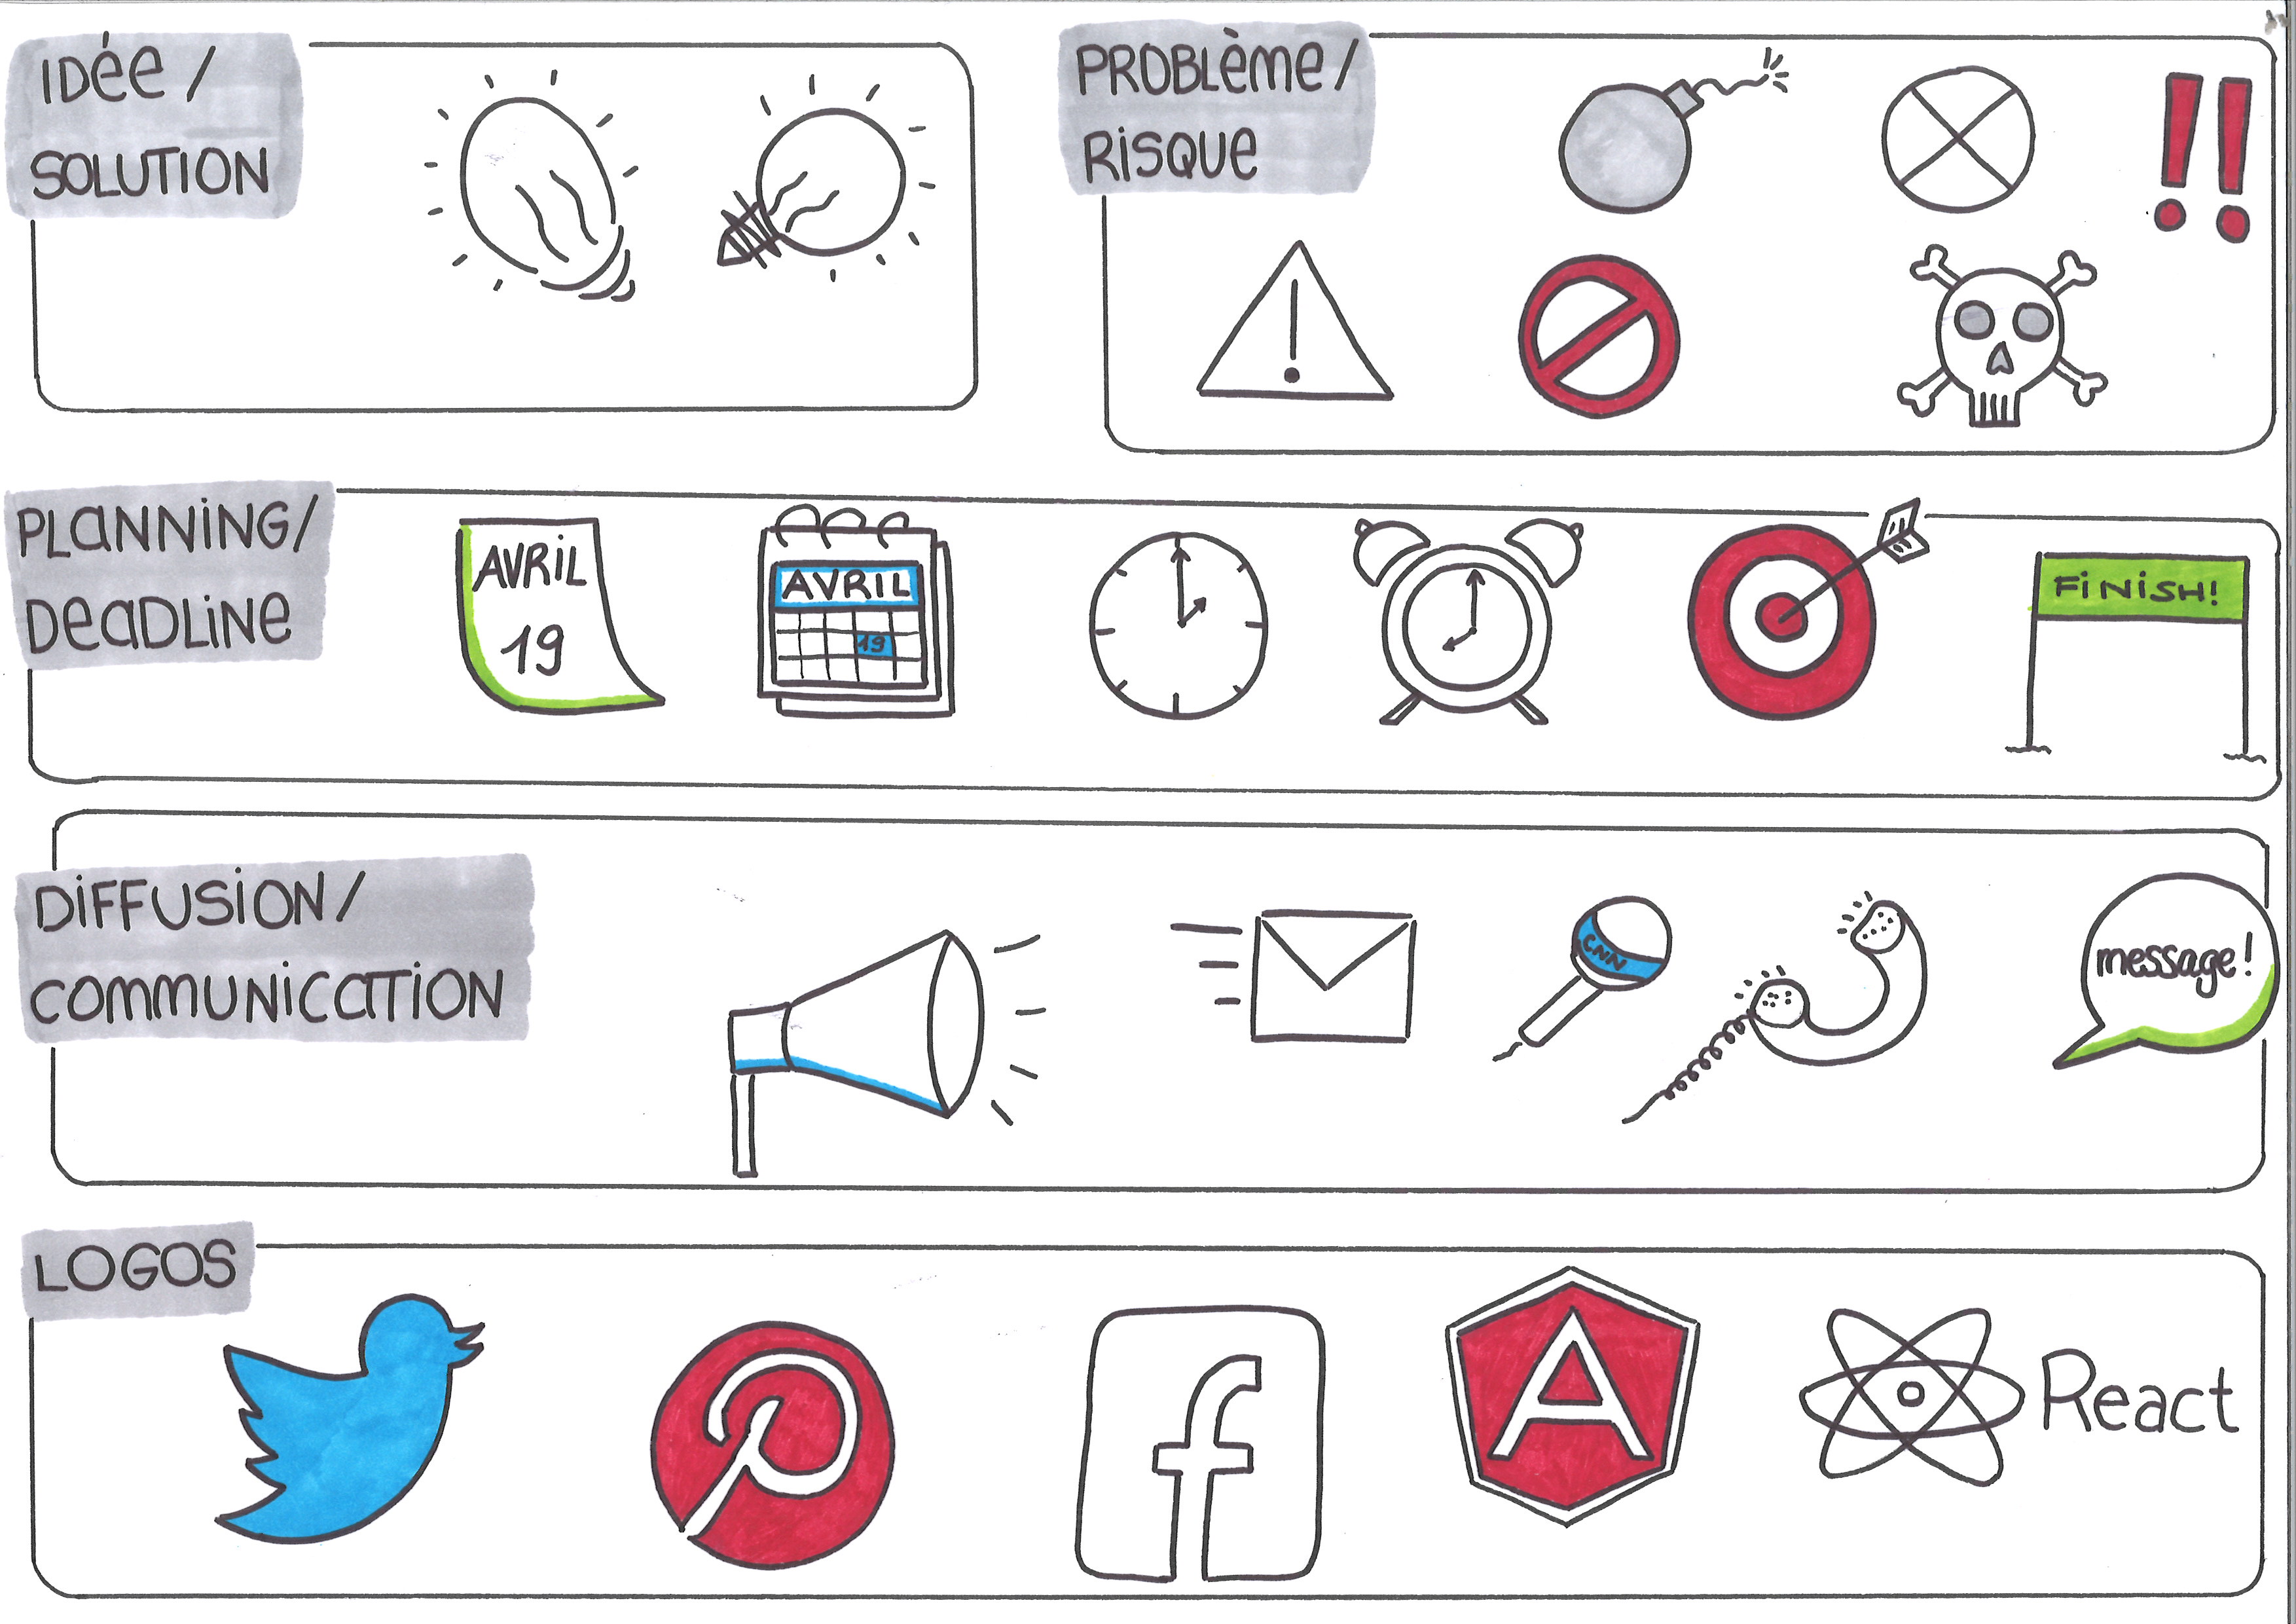 IDée /
SOLUTION
PROBLème /
RiSQUe
PLaNNiNG /
DeaDLiNe
AVRiL
19
AVRIL
19
FiNiSH!
DiFFUSiON /
COmmUNiCaTiON
CNN
message!
LOGOS
React